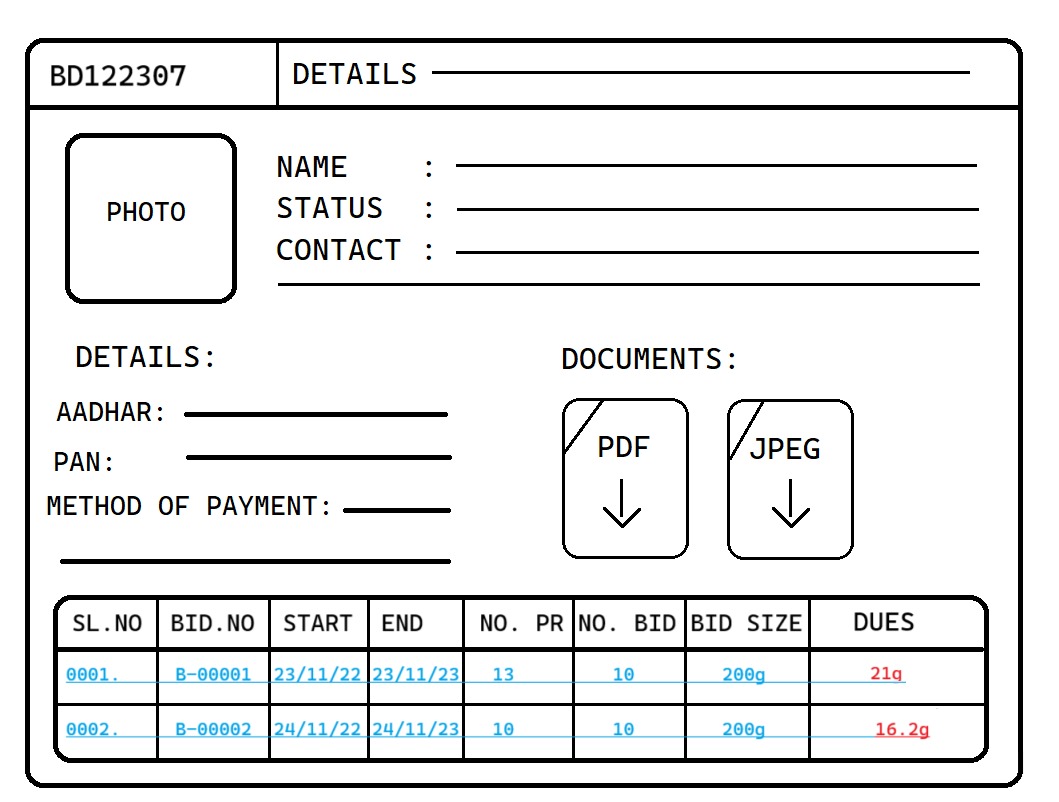 BD122307 DETAILS
PHOTO
NAME :
STATUS :
CONTACT :
DETAILS:
AADHAR:
PAN:
METHOD OF PAYMENT:
DOCUMENTS:
PDF
JPEG
SL.NO BID.NO START END NO. PR NO. BID BID SIZE DUES
0001. B-00001 23/11/22 23/11/23 13 10 200g 21g
0002. B-00002 24/11/22 24/11/23 10 10 200g 16.2g